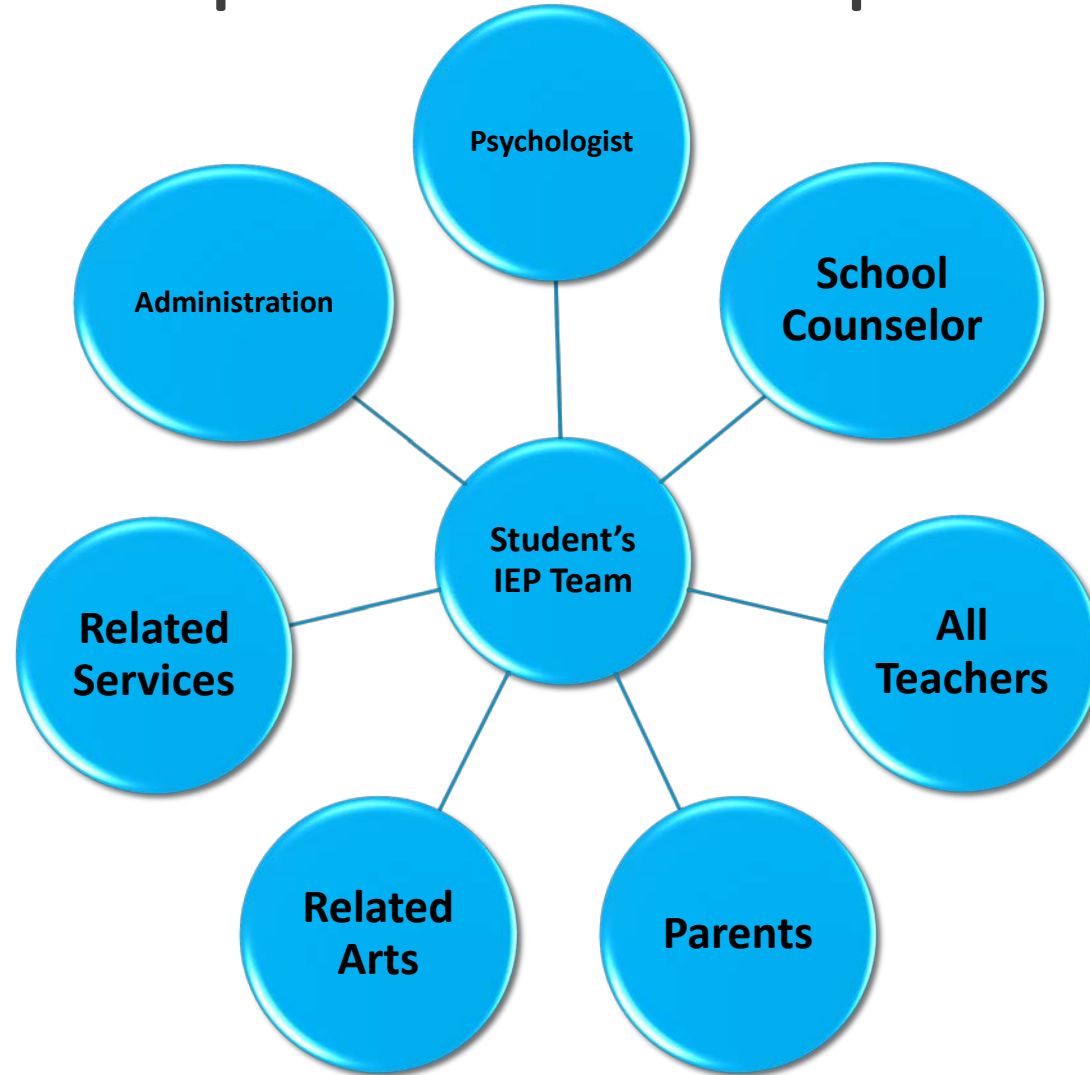 Psychologist
School
Counselor
Administration
Student’s
IEP Team
All
Teachers
Related
Services
Related
Arts
Parents